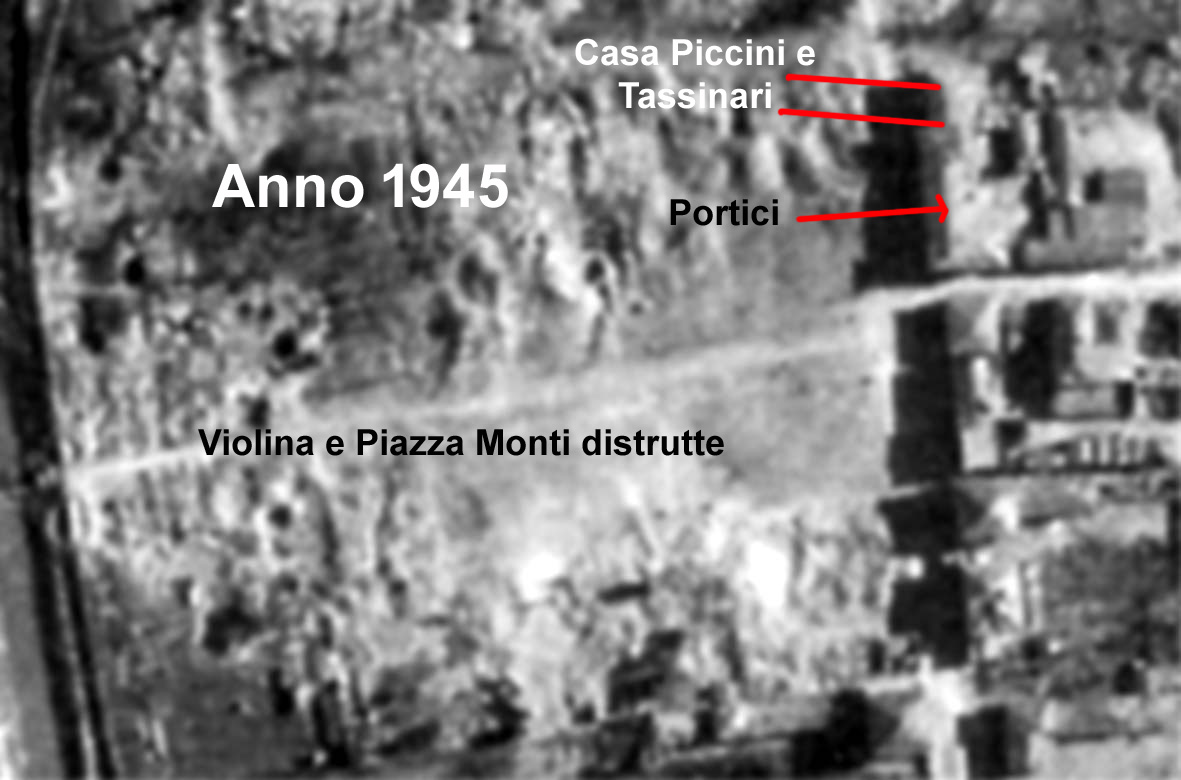 Casa Piccini e
Tassinari
Anno 1945
Portici
Violina e Piazza Monti distrutte